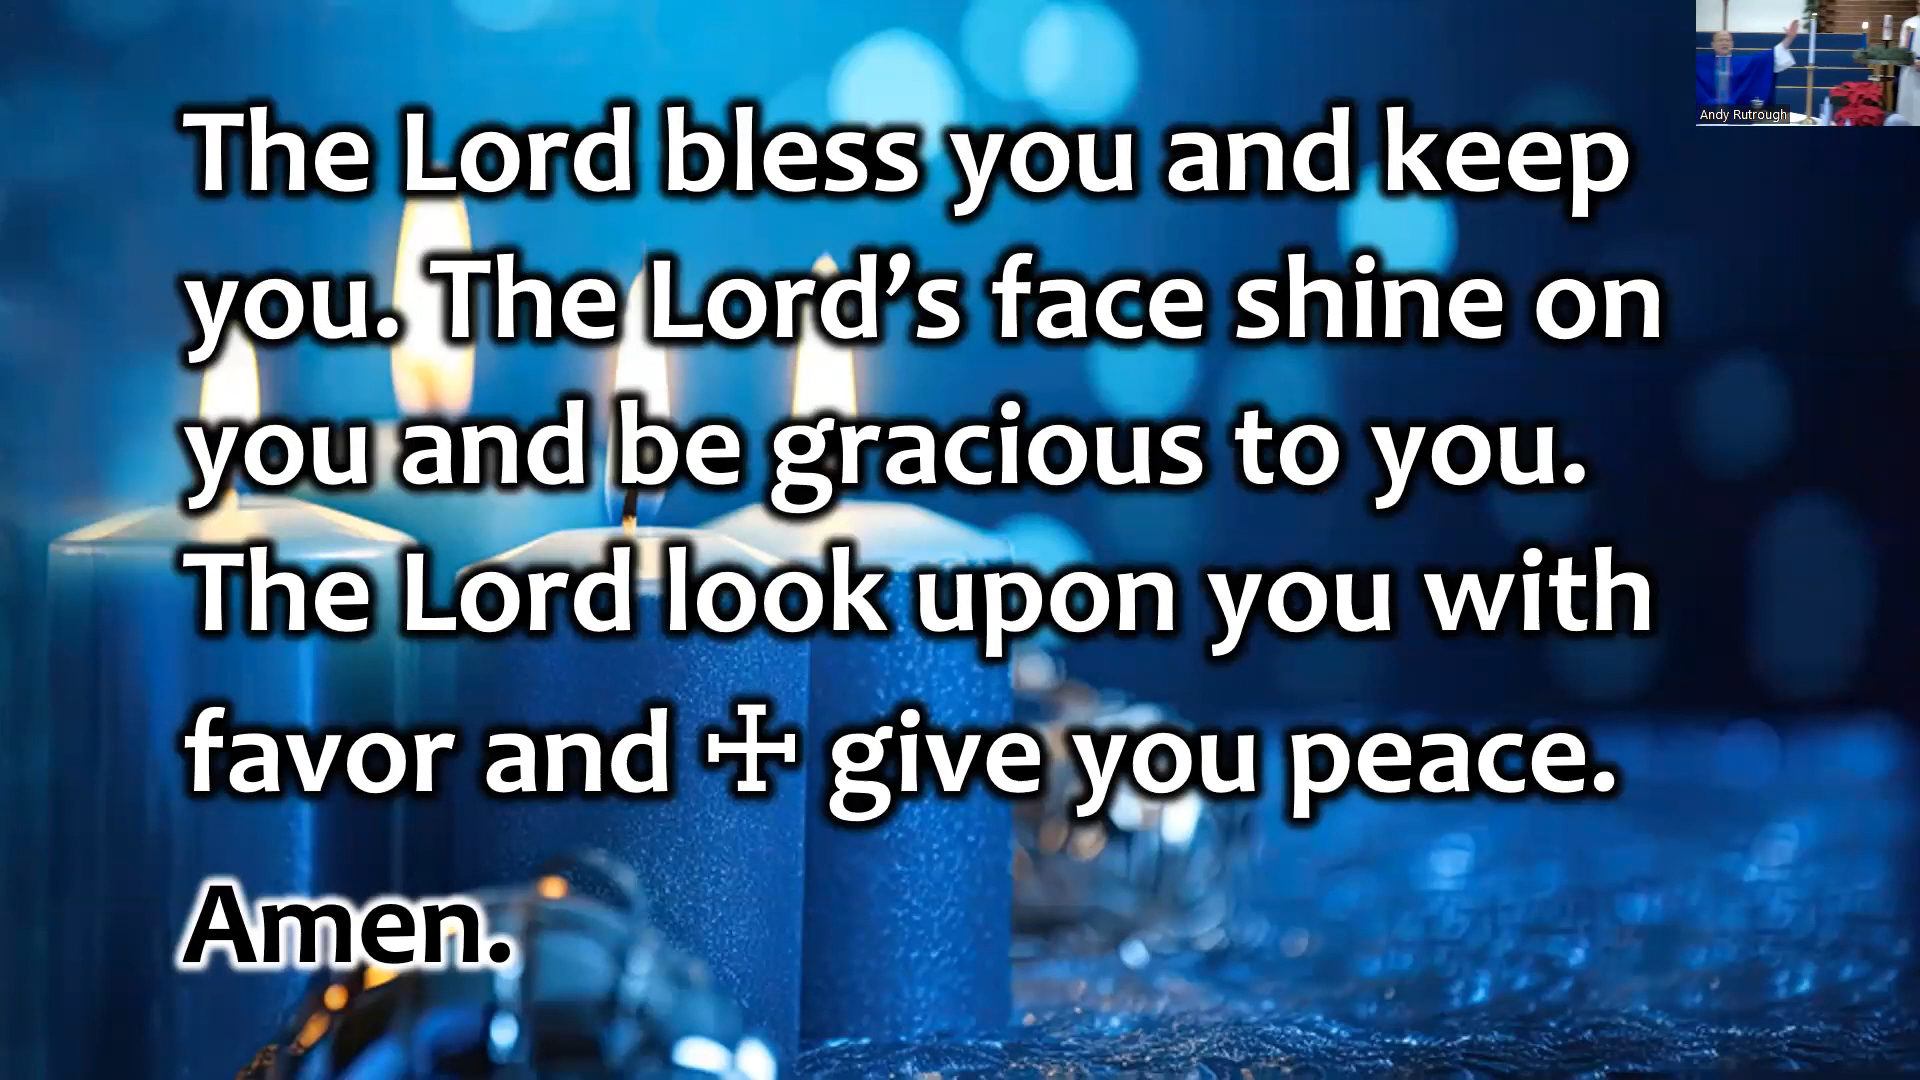 The Lord bless you and keep
you. The Lord’s face shine on
you and be gracious to you.
The Lord look upon you with
favor and ☩ give you peace.
Amen.
Andy Rutrough